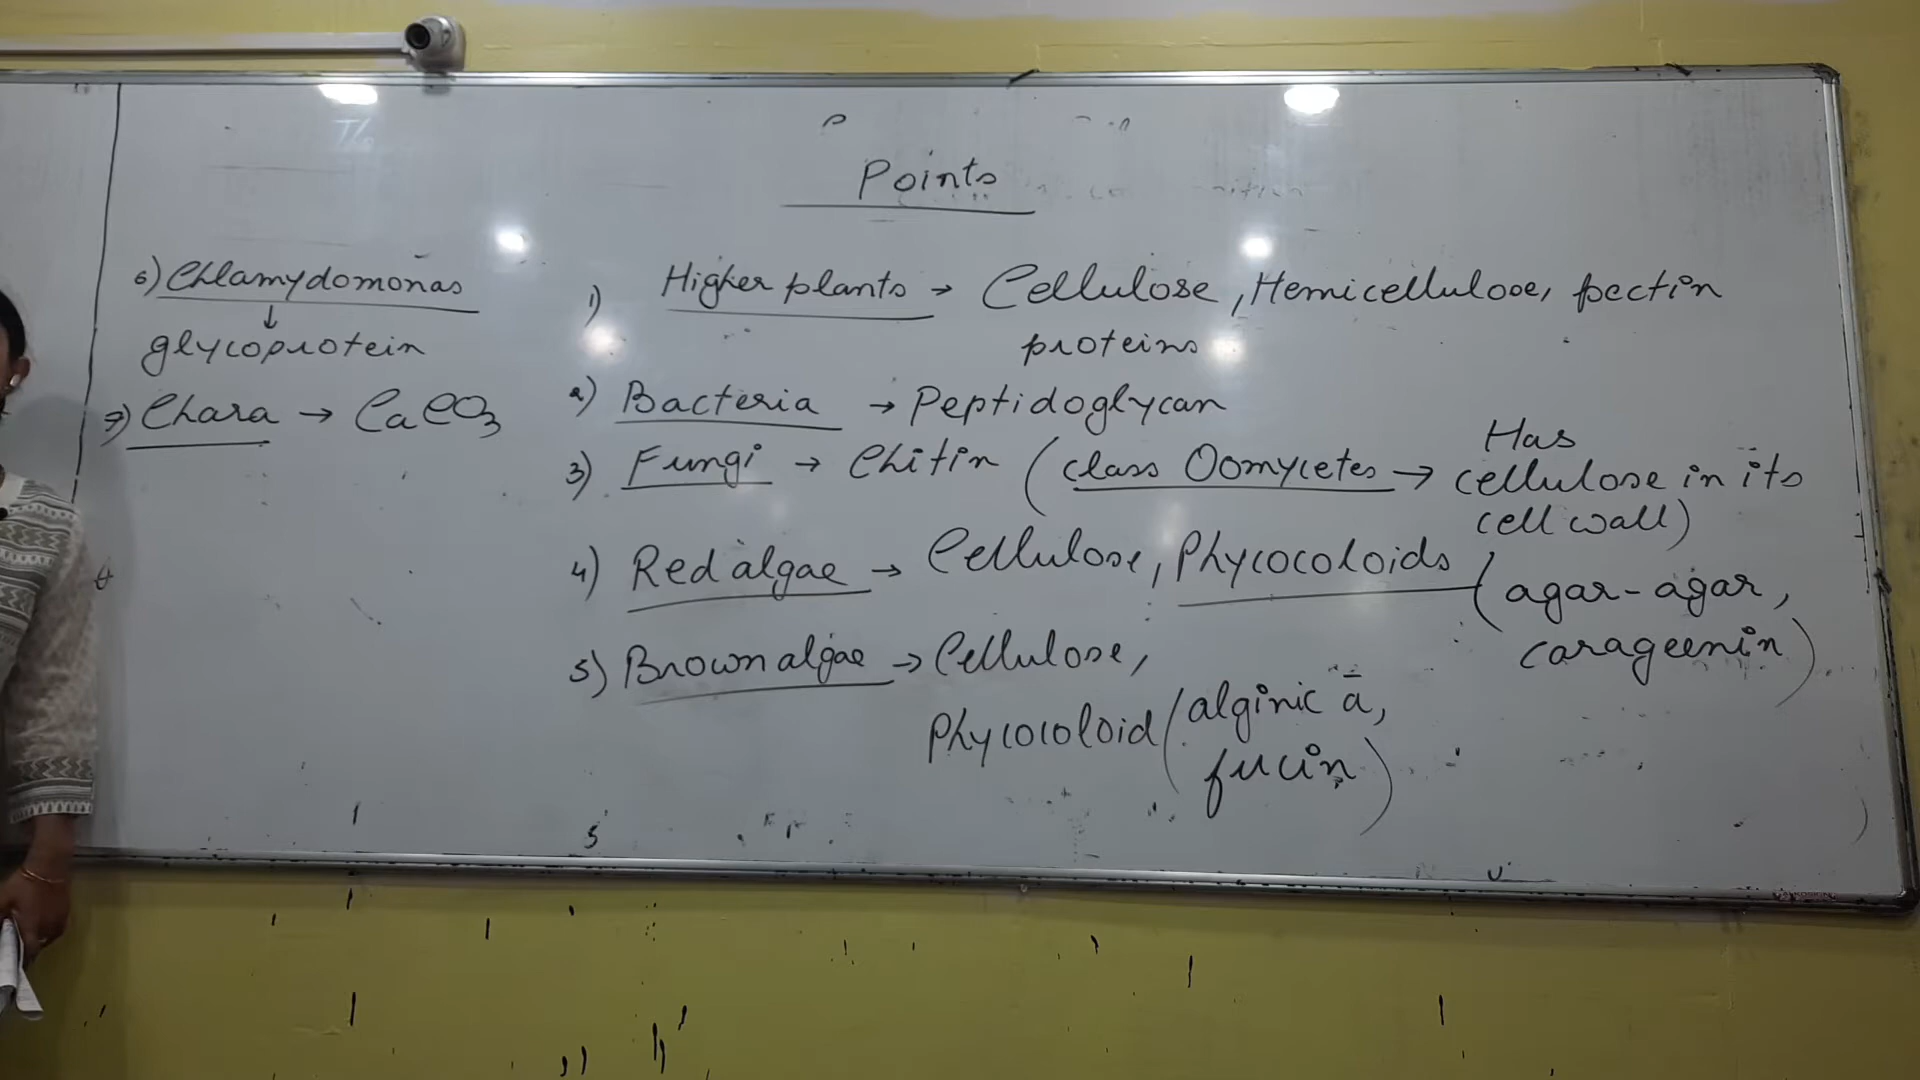 Points
1) Higher plants → Cellulose, Hemicellulose, pectin
proteins
2) Bacteria → Peptidoglycan
3) Fungi → Chitin (class Oomycetes → Has
cellulose in its
cell wall)
4) Red algae → Cellulose, Phycocoloids (agar-agar,
carageenin)
5) Brown algae → Cellulose,
Phycocoloid (alginic ā,
fucin)
6) Chlamydomonas
↓
glycoprotein
7) Chara → CaCO3